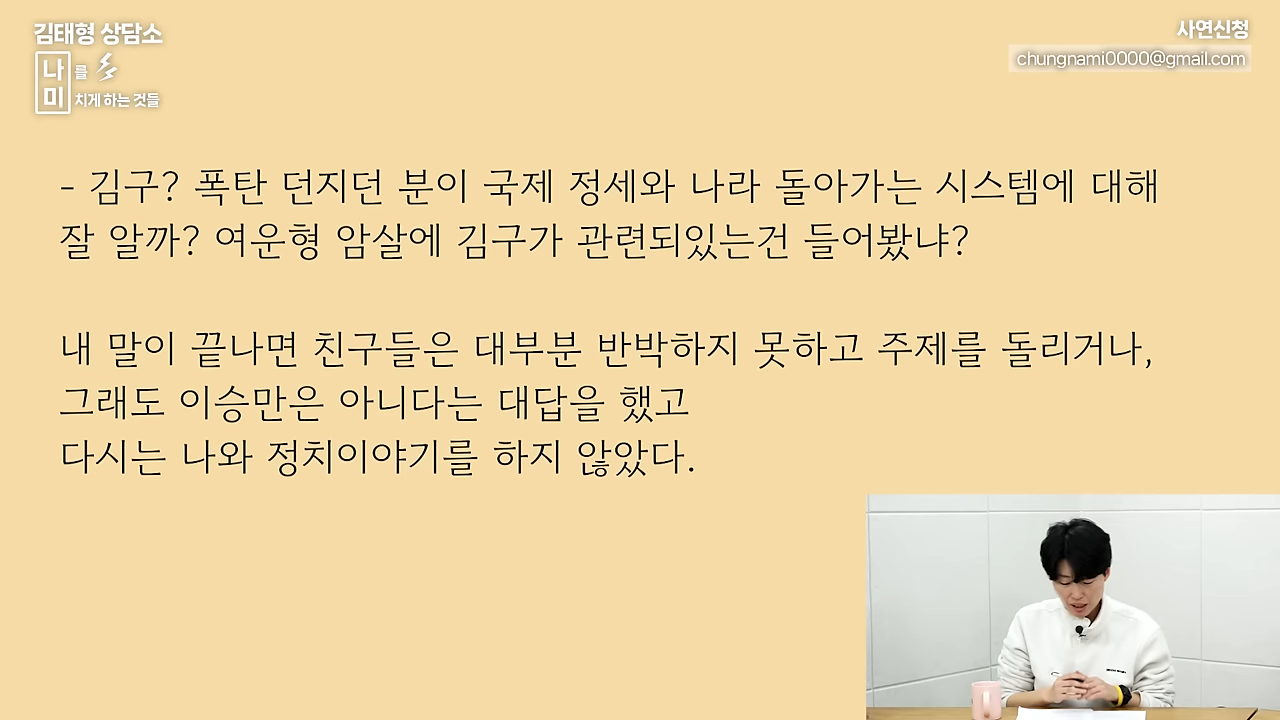 김태형 상담소
나를
미치게 하는 것들
사연신청
chungnami0000@gmail.com
- 김구? 폭탄 던지던 분이 국제 정세와 나라 돌아가는 시스템에 대해
잘 알까? 여운형 암살에 김구가 관련되있는건 들어봤냐?
내 말이 끝나면 친구들은 대부분 반박하지 못하고 주제를 돌리거나,
그래도 이승만은 아니다는 대답을 했고
다시는 나와 정치이야기를 하지 않았다.